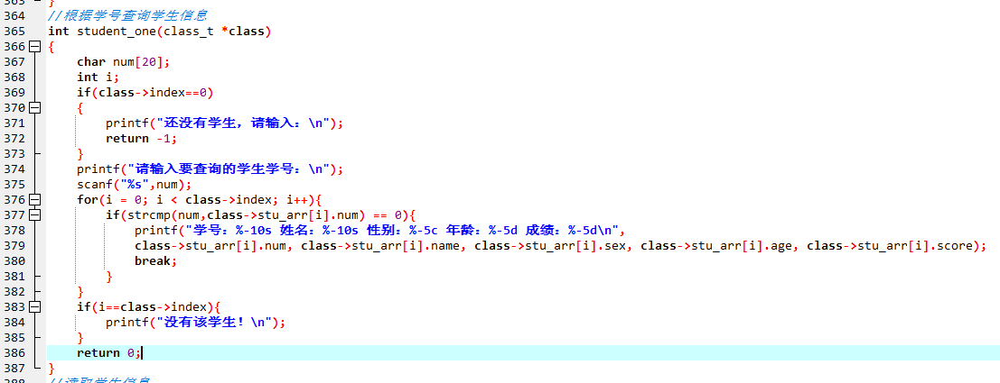 363 }
364 //根据学号查询学生信息
365 int student_one(class_t *class)
366 {
367     char num[20];
368     int i;
369     if(class->index==0)
370     {
371         printf("还没有学生，请输入：\n");
372         return -1;
373     }
374     printf("请输入要查询的学生学号：\n");
375     scanf("%s",num);
376     for(i = 0; i < class->index; i++){
377         if(strcmp(num,class->stu_arr[i].num) == 0){
378             printf("学号：%-10s 姓名：%-10s 性别：%-5c 年龄：%-5d 成绩：%-5d\n",
379             class->stu_arr[i].num, class->stu_arr[i].name, class->stu_arr[i].sex, class->stu_arr[i].age, class->stu_arr[i].score);
380             break;
381         }
382     }
383     if(i==class->index){
384         printf("没有该学生！\n");
385     }
386     return 0;
387 }
388 //读取学生信息